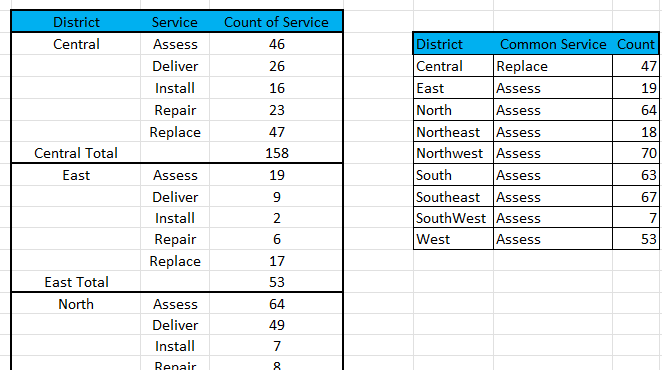 District Service Count of Service
Central Assess 46
Deliver 26
Install 16
Repair 23
Replace 47
Central Total 158
East Assess 19
Deliver 9
Install 2
Repair 6
Replace 17
East Total 53
North Assess 64
Deliver 49
Install 7
Repair 8
District Common Service Count
Central Replace 47
East Assess 19
North Assess 64
Northeast Assess 18
Northwest Assess 70
South Assess 63
Southeast Assess 67
SouthWest Assess 7
West Assess 53